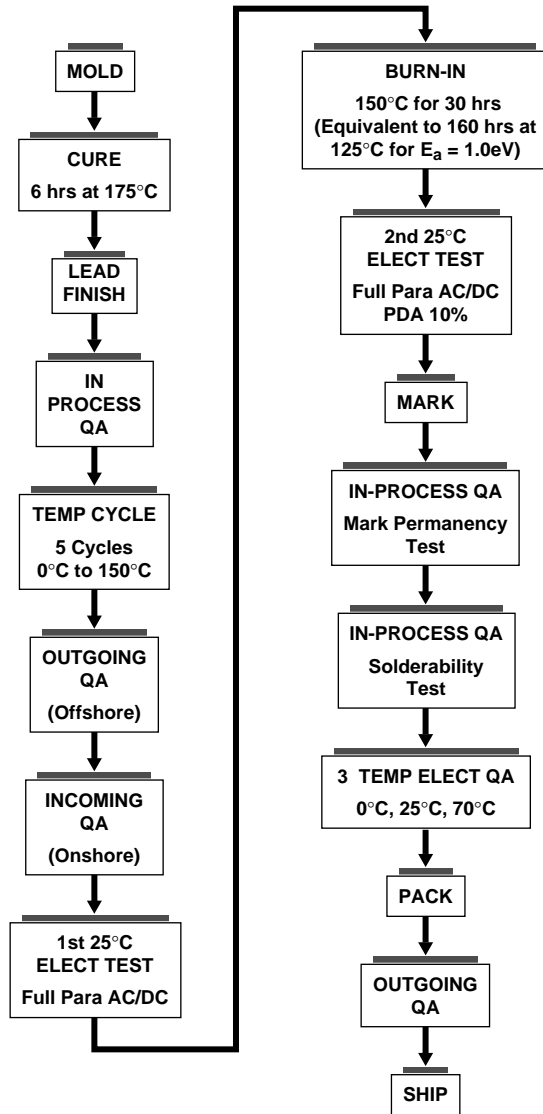 MOLD
CURE
6 hrs at 175°C
LEAD
FINISH
IN
PROCESS
QA
TEMP CYCLE
5 Cycles
0°C to 150°C
OUTGOING
QA
(Offshore)
INCOMING
QA
(Onshore)
1st 25°C
ELECT TEST
Full Para AC/DC
BURN-IN
150°C for 30 hrs
(Equivalent to 160 hrs at
125°C for Ea = 1.0eV)
2nd 25°C
ELECT TEST
Full Para AC/DC
PDA 10%
MARK
IN-PROCESS QA
Mark Permanency
Test
IN-PROCESS QA
Solderability
Test
3 TEMP ELECT QA
0°C, 25°C, 70°C
PACK
OUTGOING
QA
SHIP